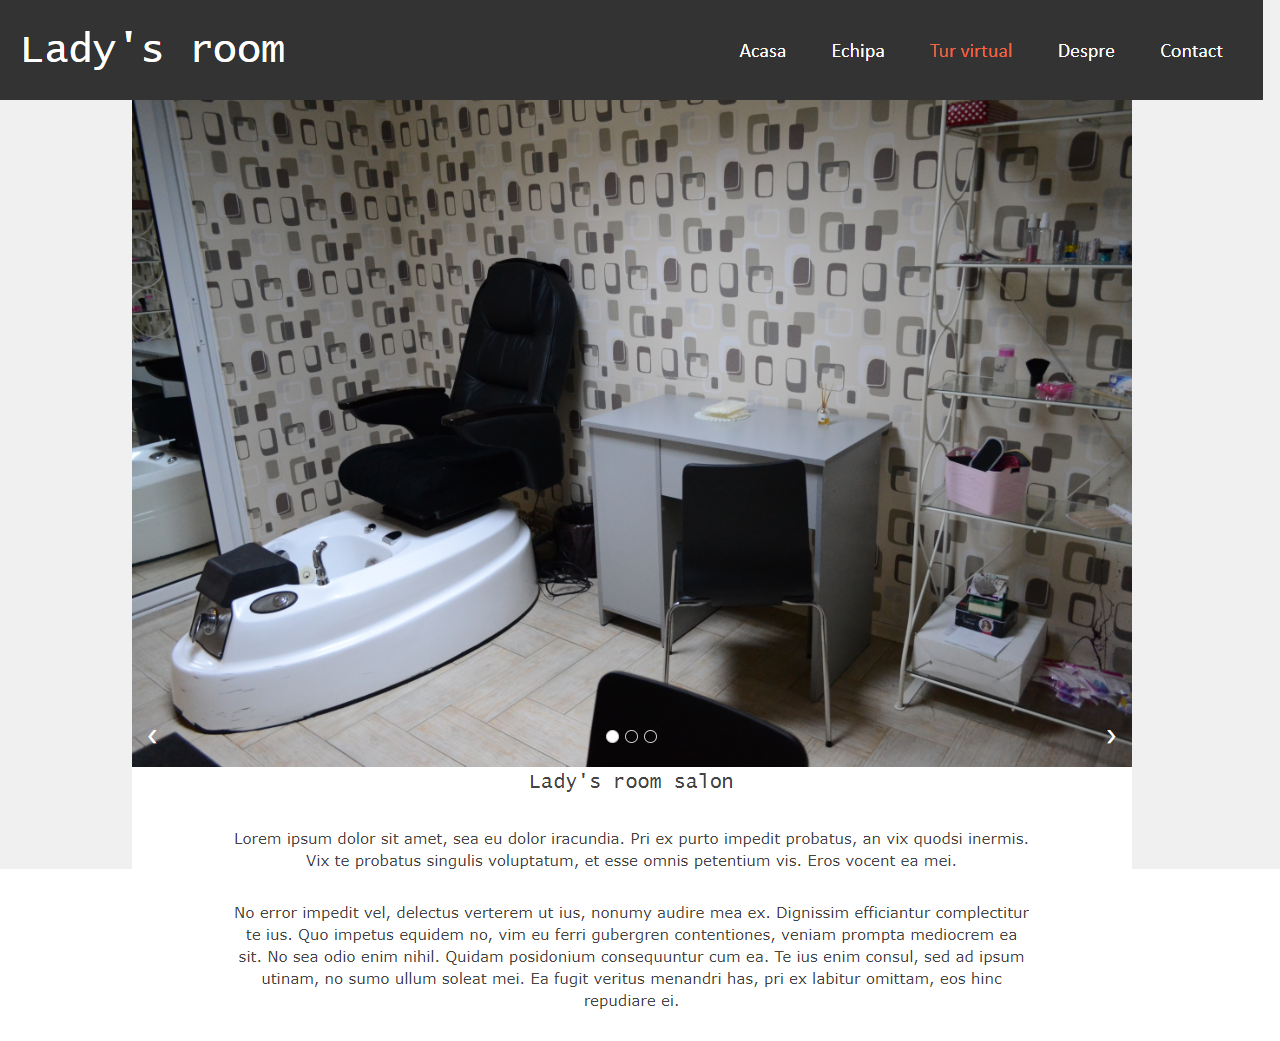 Lady's room
Acasa Echipa Tur virtual Despre Contact
Lady's room salon
Lorem ipsum dolor sit amet, sea eu dolor iracundia. Pri ex purto impedit probatus, an vix quodsi inermis.
Vix te probatus singulis voluptatum, et esse omnis petentium vis. Eros vocent ea mei.
No error impedit vel, delectus verterem ut ius, nonumy audire mea ex. Dignissim efficiantur complectitur
te ius. Quo impetus equidem no, vim eu ferri gubergren contentiones, veniam prompta mediocrem ea
sit. No sea odio enim nihil. Quidam posidonium consequuntur cum ea. Te ius enim consul, sed ad ipsum
utinam, no sumo ullum soleat mei. Ea fugit veritus menandri has, pri ex labitur omittam, eos hinc
repudiare ei.